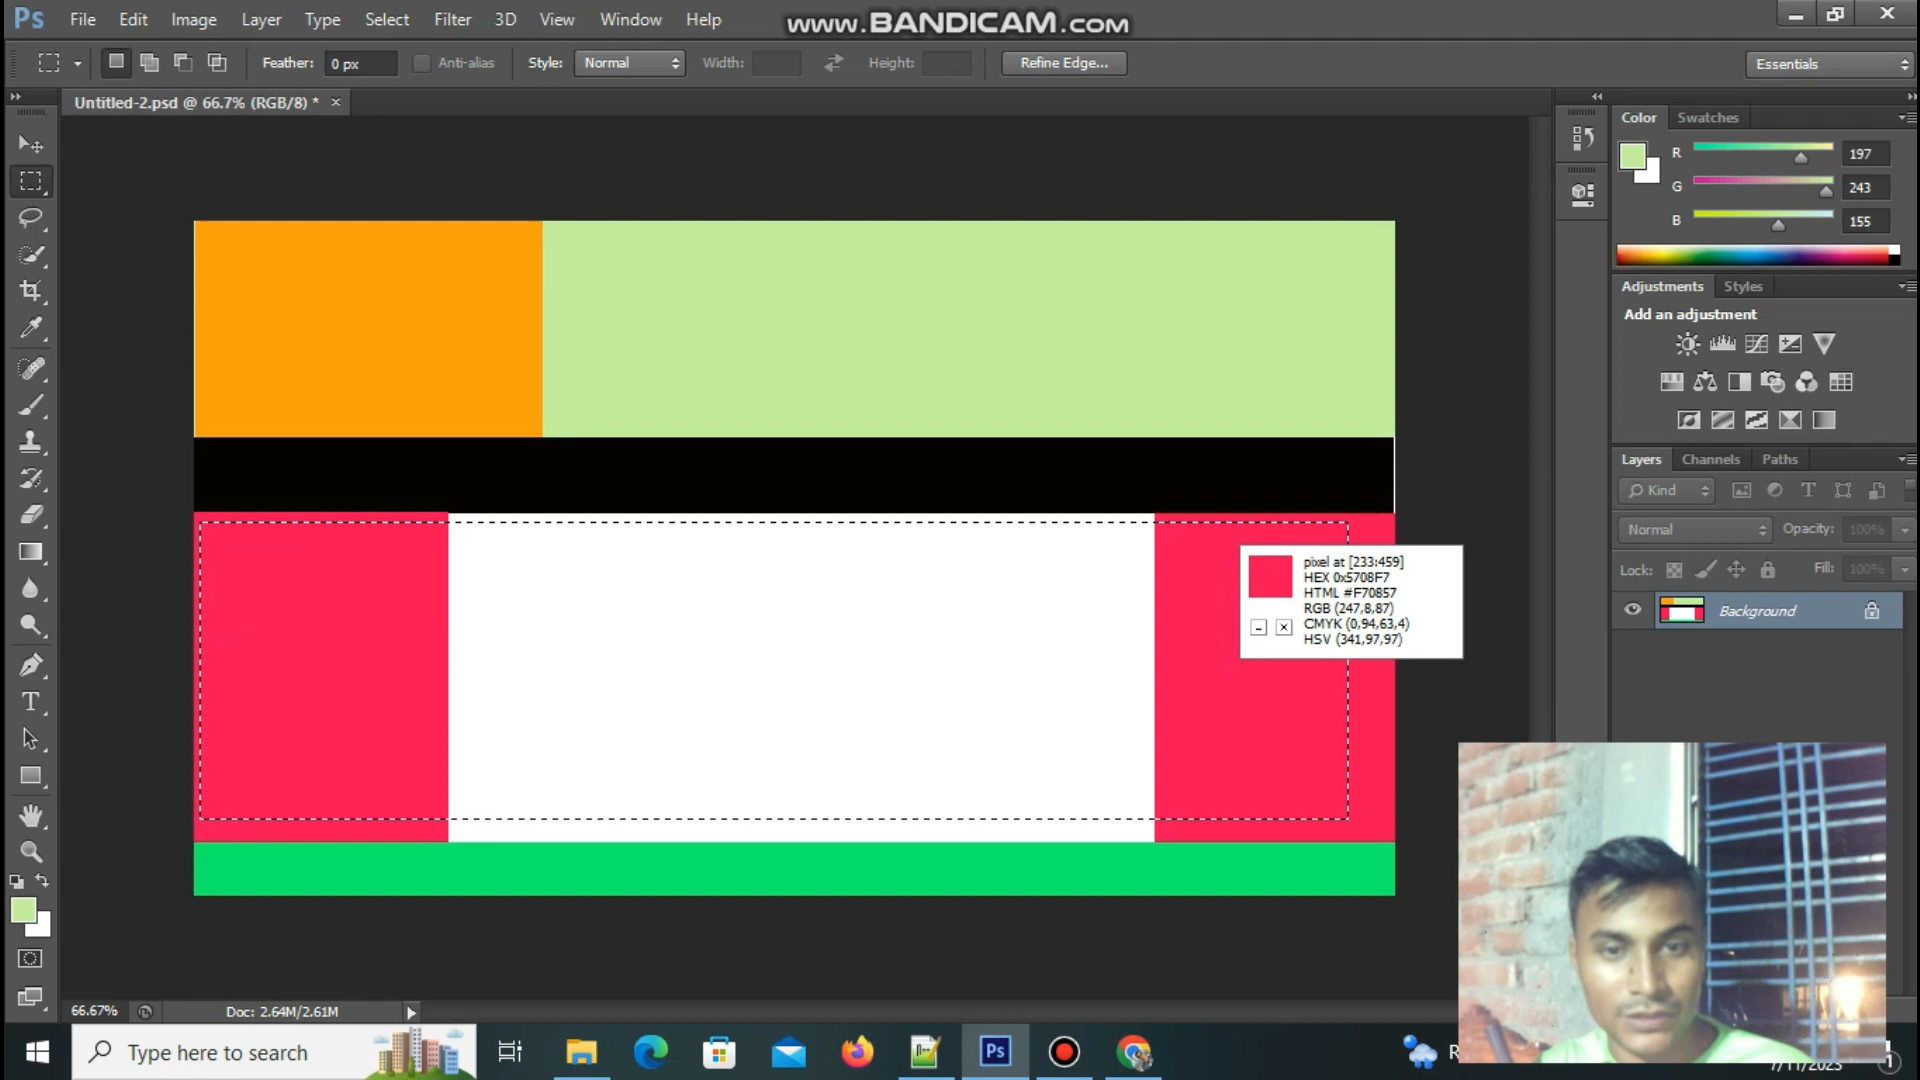 Ps File Edit Image Layer Type Select Filter 3D View Window Help
www.BANDICAM.com
Feather: 0 px Anti-alias Style: Normal Width: Height: Refine Edge... Essentials
Untitled-2.psd @ 66.7% (RGB/8) * ×
Color Swatches
R 197
G 243
B 155
Adjustments Styles
Add an adjustment
Layers Channels Paths
Kind
Normal Opacity: 100%
Lock: Fill: 100%
Background
pixel at [233:459]
HEX 0x5708F7
HTML #F70857
RGB (247,8,87)
CMYK (0,94,63,4)
HSV (341,97,97)
T
66.67% Doc: 2.64M/2.61M
Type here to search
Ps
7/11/2023
1